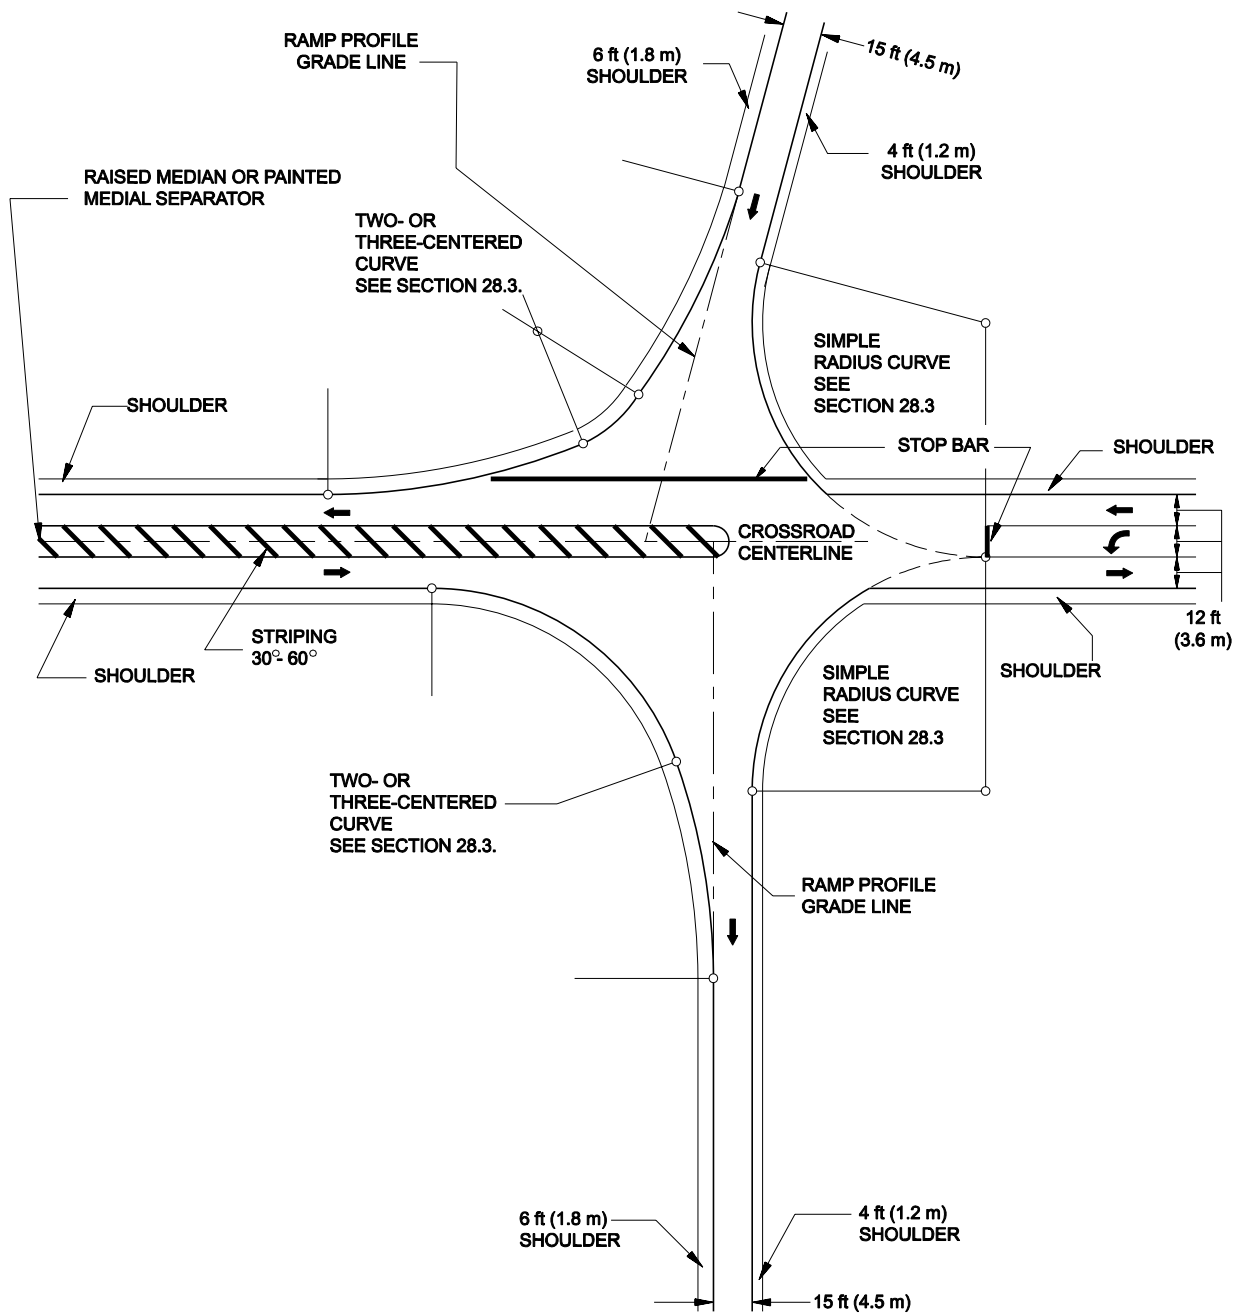 RAMP PROFILE
GRADE LINE
6 ft (1.8 m)
SHOULDER
15 ft (4.5 m)
4 ft (1.2 m)
SHOULDER
RAISED MEDIAN OR PAINTED
MEDIAL SEPARATOR
TWO- OR
THREE-CENTERED
CURVE
SEE SECTION 28.3.
SIMPLE
RADIUS CURVE
SEE
SECTION 28.3
SHOULDER
STOP BAR
SHOULDER
CROSSROAD
CENTERLINE
STRIPING
30°- 60°
12 ft
(3.6 m)
SHOULDER
SHOULDER
SIMPLE
RADIUS CURVE
SEE
SECTION 28.3
TWO- OR
THREE-CENTERED
CURVE
SEE SECTION 28.3.
RAMP PROFILE
GRADE LINE
6 ft (1.8 m)
SHOULDER
4 ft (1.2 m)
SHOULDER
15 ft (4.5 m)